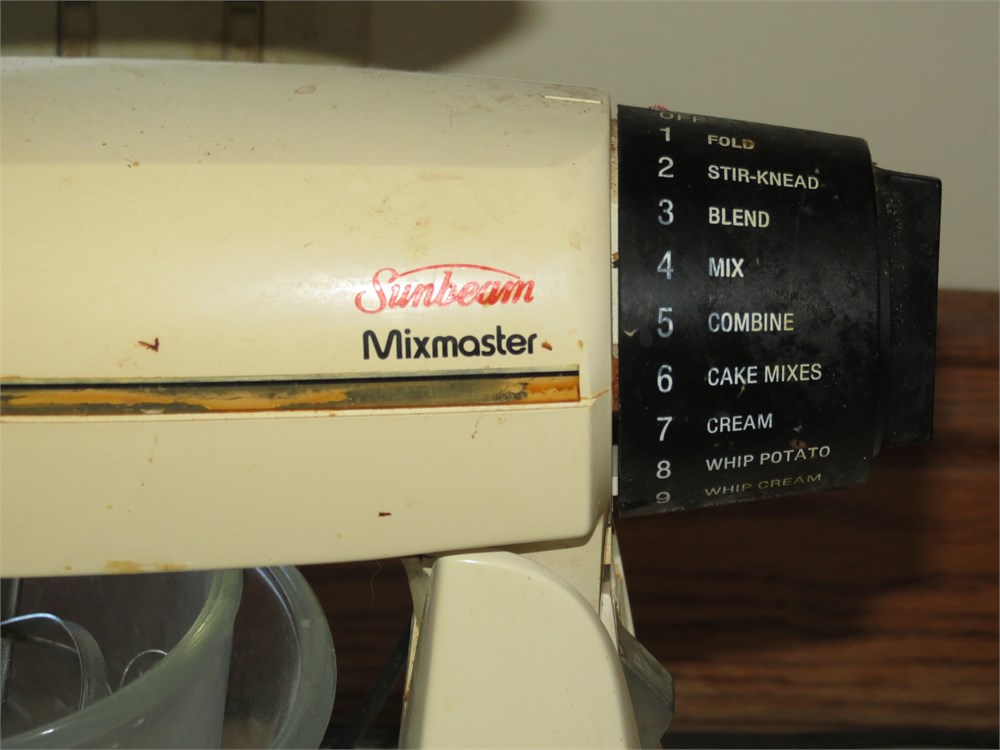 Sunbeam
Mixmaster
OFF
1 FOLD
2 STIR-KNEAD
3 BLEND
4 MIX
5 COMBINE
6 CAKE MIXES
7 CREAM
8 WHIP POTATO
9 WHIP CREAM